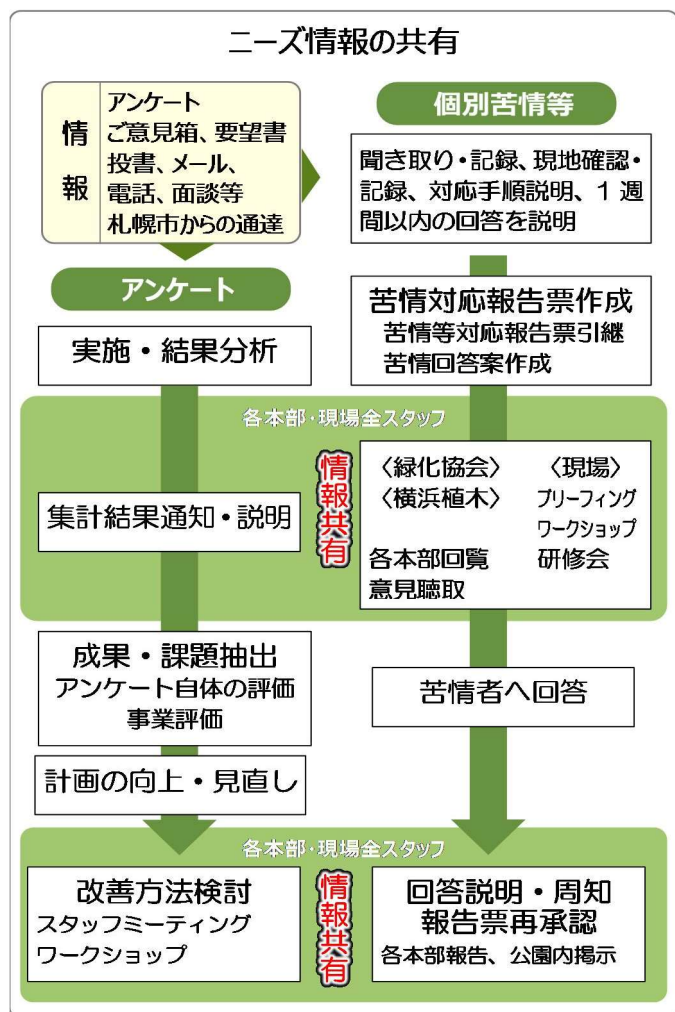 ニーズ情報の共有
情報
アンケート
ご意見箱、要望書
投書、メール、
電話、面談等
札幌市からの通達
個別苦情等
聞き取り・記録、現地確認・
記録、対応手順説明、1 週
間以内の回答を説明
アンケート
実施・結果分析
苦情対応報告票作成
苦情等対応報告票引継
苦情回答案作成
各本部・現場全スタッフ
集計結果通知・説明
情報共有
〈緑化協会〉 〈現場〉
〈横浜植木〉 ブリーフィング
ワークショップ
各本部回覧 研修会
意見聴取
成果・課題抽出
アンケート自体の評価
事業評価
計画の向上・見直し
苦情者へ回答
各本部・現場全スタッフ
改善方法検討
スタッフミーティング
ワークショップ
情報共有
回答説明・周知
報告票再承認
各本部報告、公園内掲示